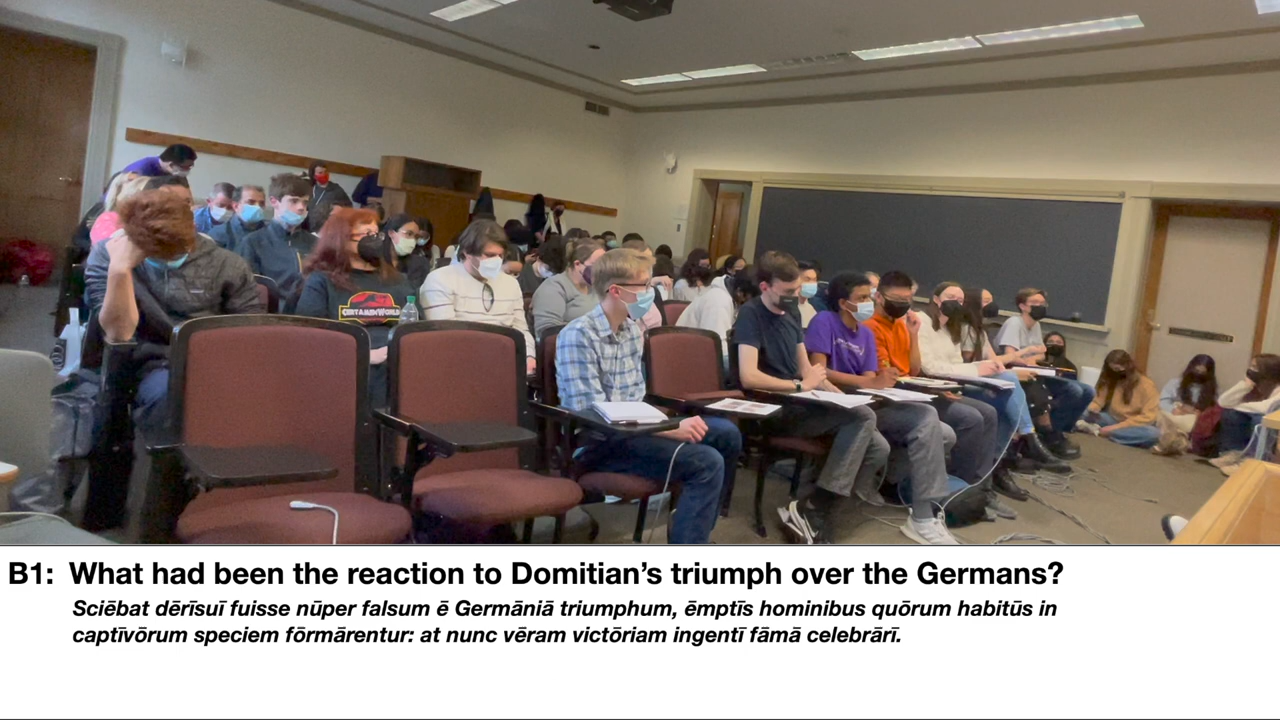 CERTAMENWORLD
B1: What had been the reaction to Domitian’s triumph over the Germans?
Sciēbat dērīsuī fuisse nūper falsum ē Germāniā triumphum, ēmptīs hominibus quōrum habitūs in
captīvōrum speciem fōrmārentur: at nunc vēram victōriam ingentī fāmā celebrārī.